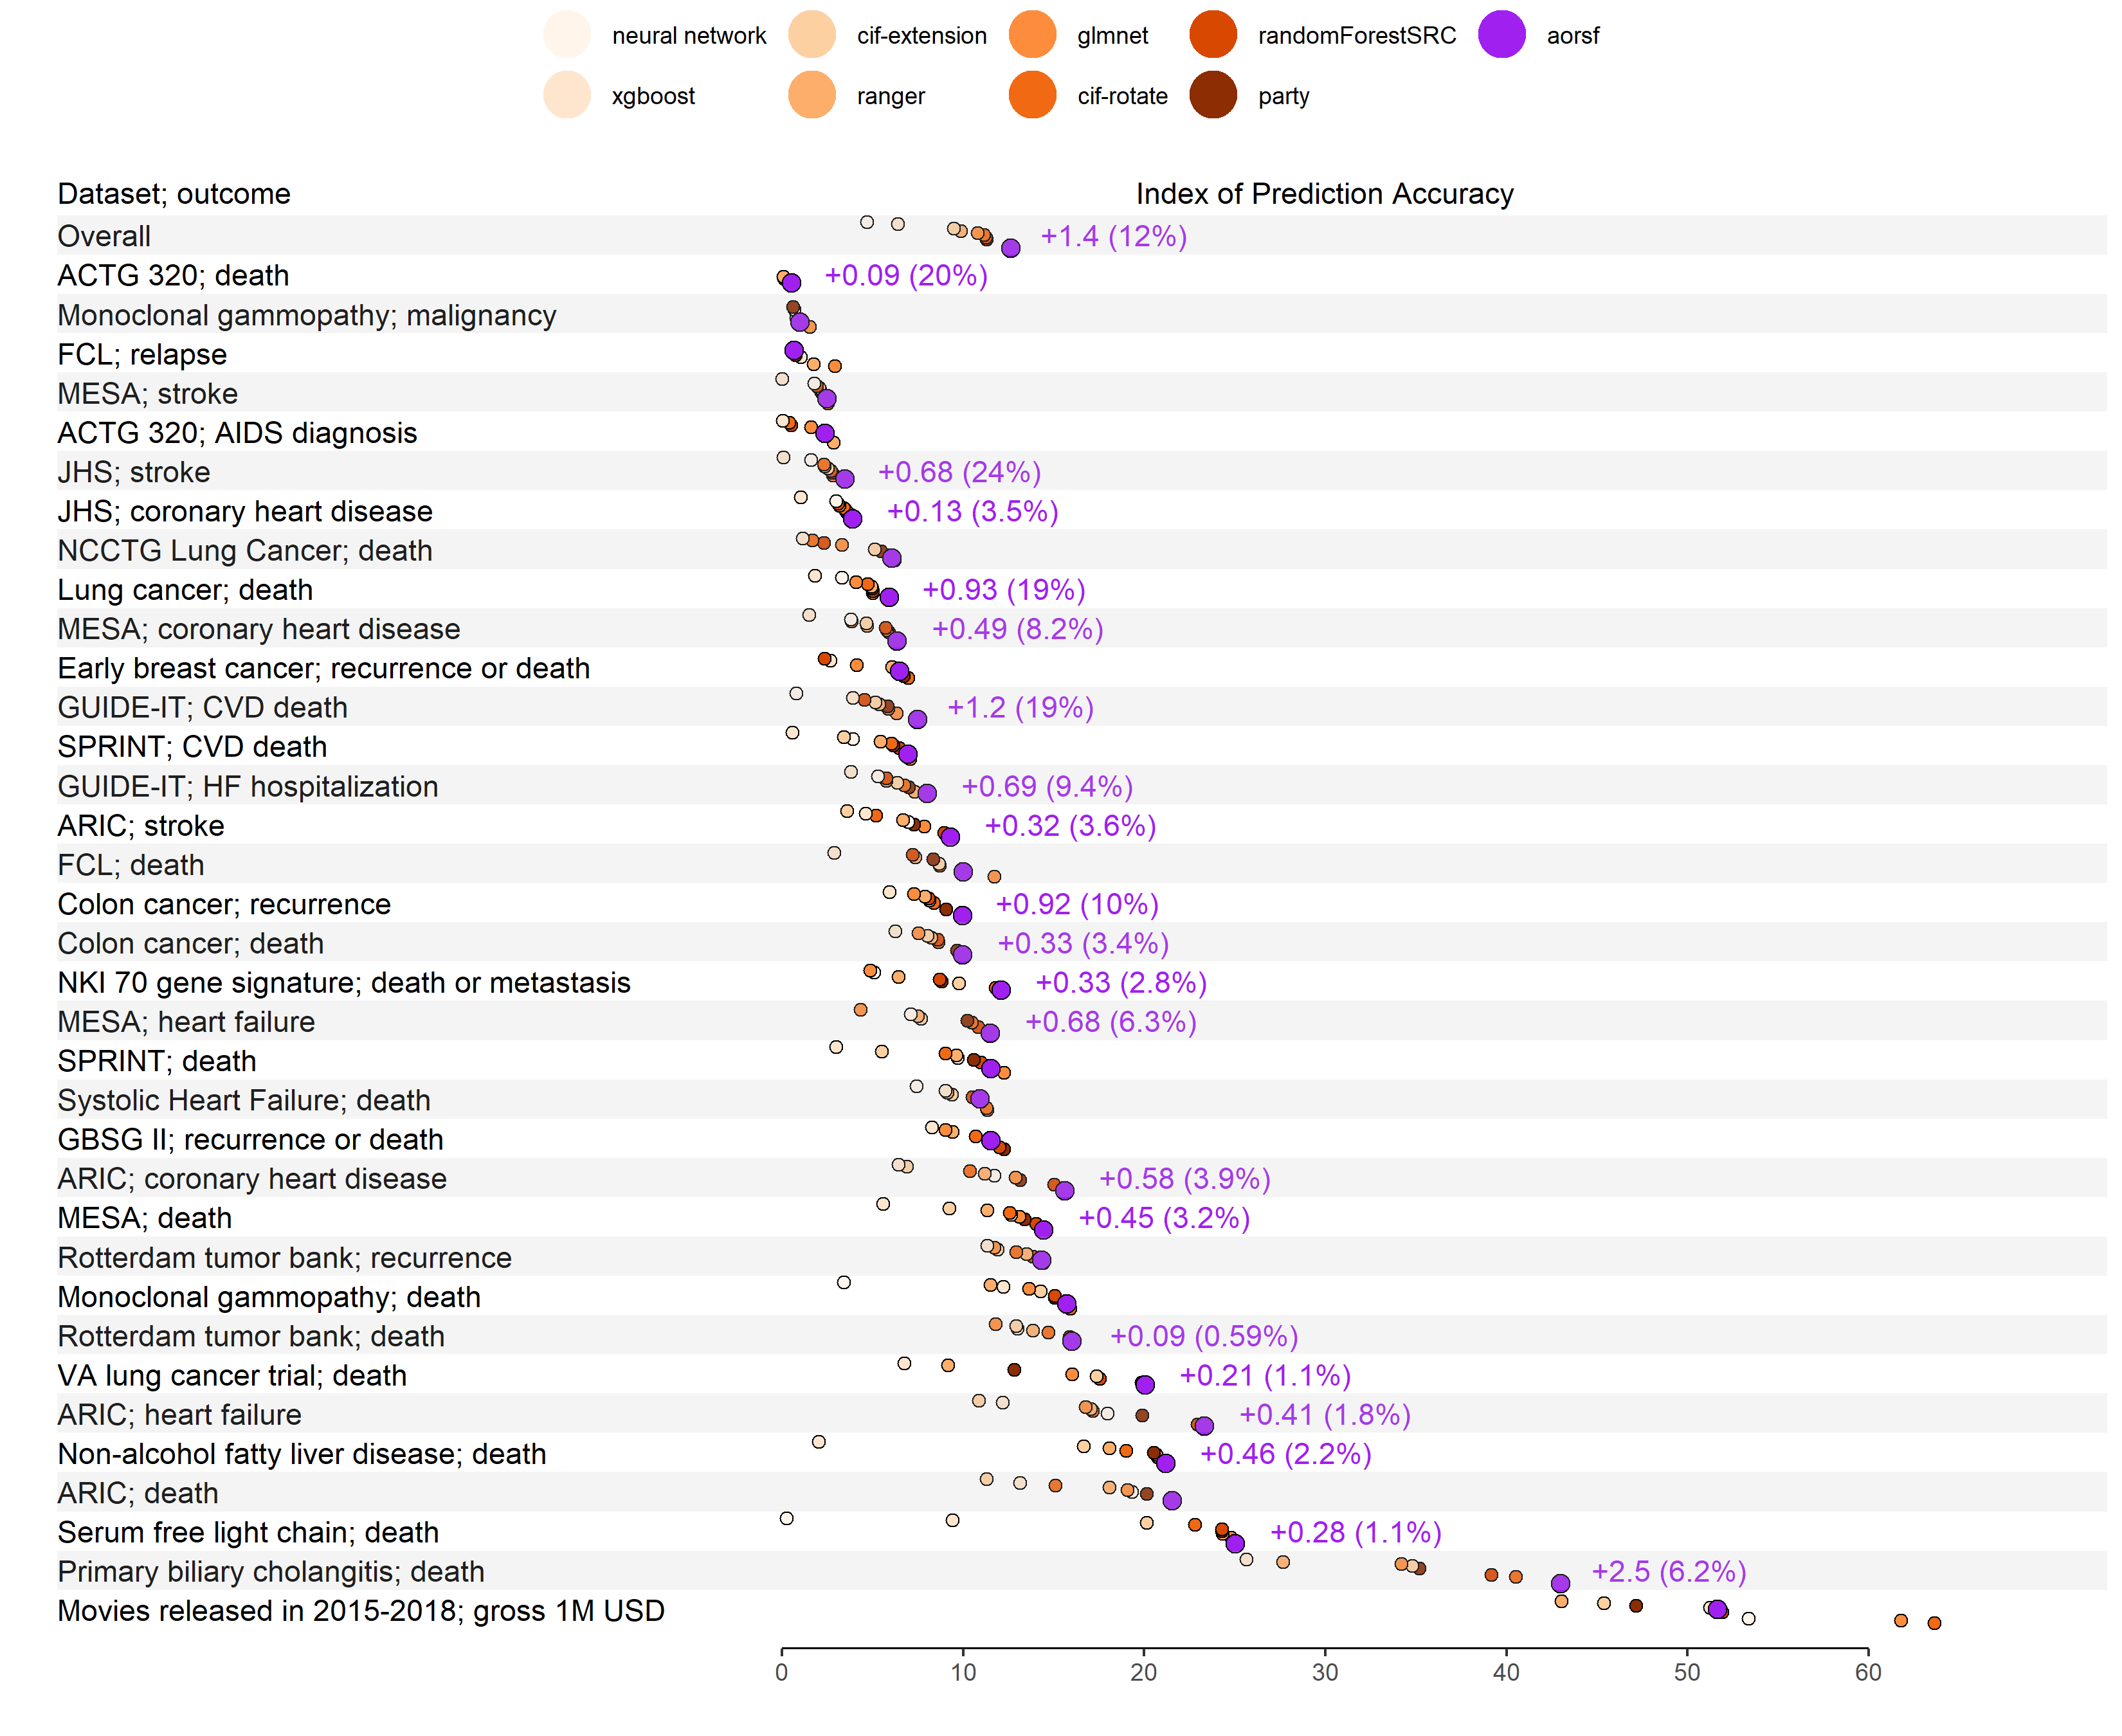 neural network cif-extension glmnet randomForestSRC aorsf
xgboost ranger cif-rotate party
Dataset; outcome Index of Prediction Accuracy
Overall +1.4 (12%)
ACTG 320; death +0.09 (20%)
Monoclonal gammopathy; malignancy
FCL; relapse
MESA; stroke
ACTG 320; AIDS diagnosis
JHS; stroke +0.68 (24%)
JHS; coronary heart disease +0.13 (3.5%)
NCCTG Lung Cancer; death
Lung cancer; death +0.93 (19%)
MESA; coronary heart disease +0.49 (8.2%)
Early breast cancer; recurrence or death
GUIDE-IT; CVD death +1.2 (19%)
SPRINT; CVD death
GUIDE-IT; HF hospitalization +0.69 (9.4%)
ARIC; stroke +0.32 (3.6%)
FCL; death
Colon cancer; recurrence +0.92 (10%)
Colon cancer; death +0.33 (3.4%)
NKI 70 gene signature; death or metastasis +0.33 (2.8%)
MESA; heart failure +0.68 (6.3%)
SPRINT; death
Systolic Heart Failure; death
GBSG II; recurrence or death
ARIC; coronary heart disease +0.58 (3.9%)
MESA; death +0.45 (3.2%)
Rotterdam tumor bank; recurrence
Monoclonal gammopathy; death
Rotterdam tumor bank; death +0.09 (0.59%)
VA lung cancer trial; death +0.21 (1.1%)
ARIC; heart failure +0.41 (1.8%)
Non-alcohol fatty liver disease; death +0.46 (2.2%)
ARIC; death
Serum free light chain; death +0.28 (1.1%)
Primary biliary cholangitis; death +2.5 (6.2%)
Movies released in 2015-2018; gross 1M USD
0 10 20 30 40 50 60